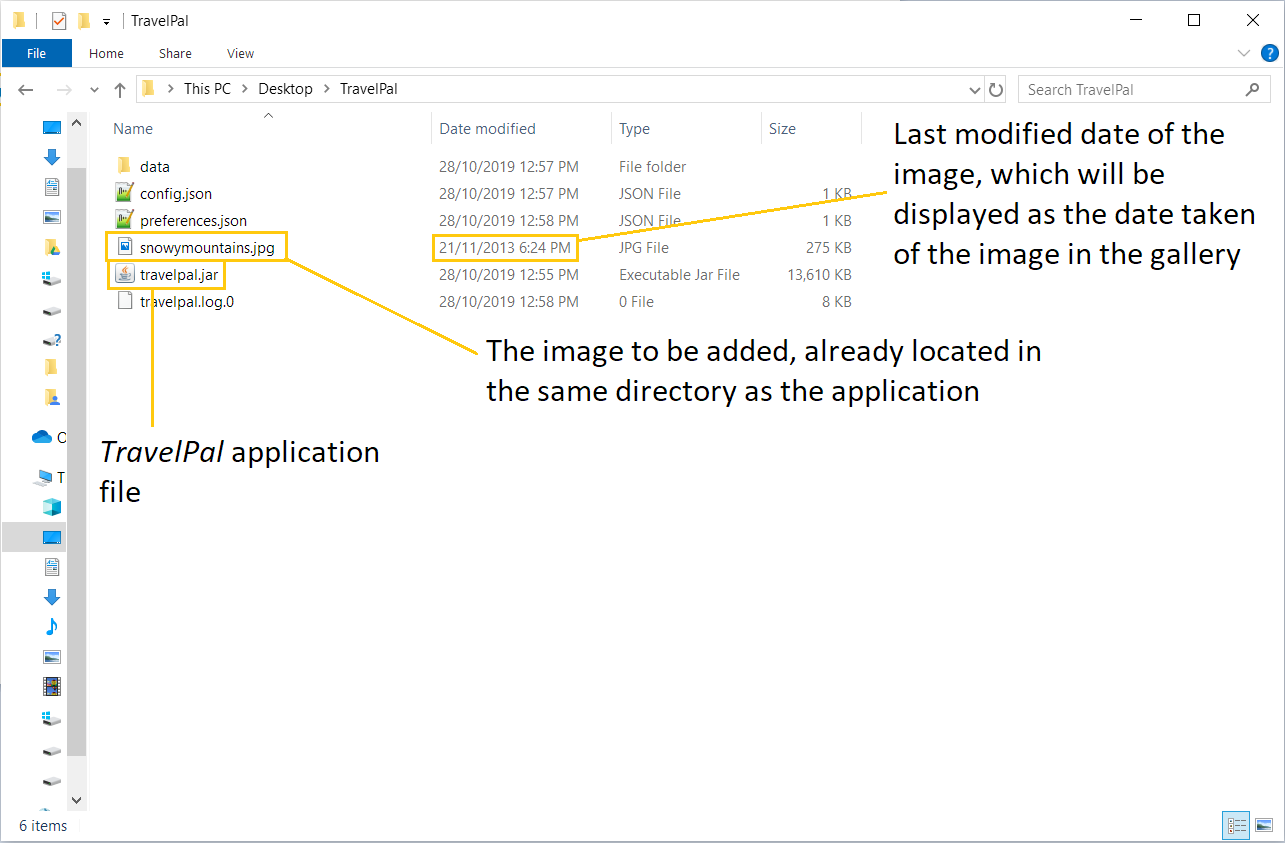 TravelPal
File Home Share View
This PC > Desktop > TravelPal Search TravelPal
Name Date modified Type Size
data 28/10/2019 12:57 PM File folder
config.json 28/10/2019 12:57 PM JSON File 1 KB
preferences.json 28/10/2019 12:58 PM JSON File 1 KB
snowymountains.jpg 21/11/2013 6:24 PM JPG File 275 KB
travelpal.jar 28/10/2019 12:55 PM Executable Jar File 13,610 KB
travelpal.log.0 28/10/2019 12:58 PM 0 File 8 KB
Last modified date of the
image, which will be
displayed as the date taken
of the image in the gallery
The image to be added, already located in
the same directory as the application
O
TravelPal application
file
T
6 items